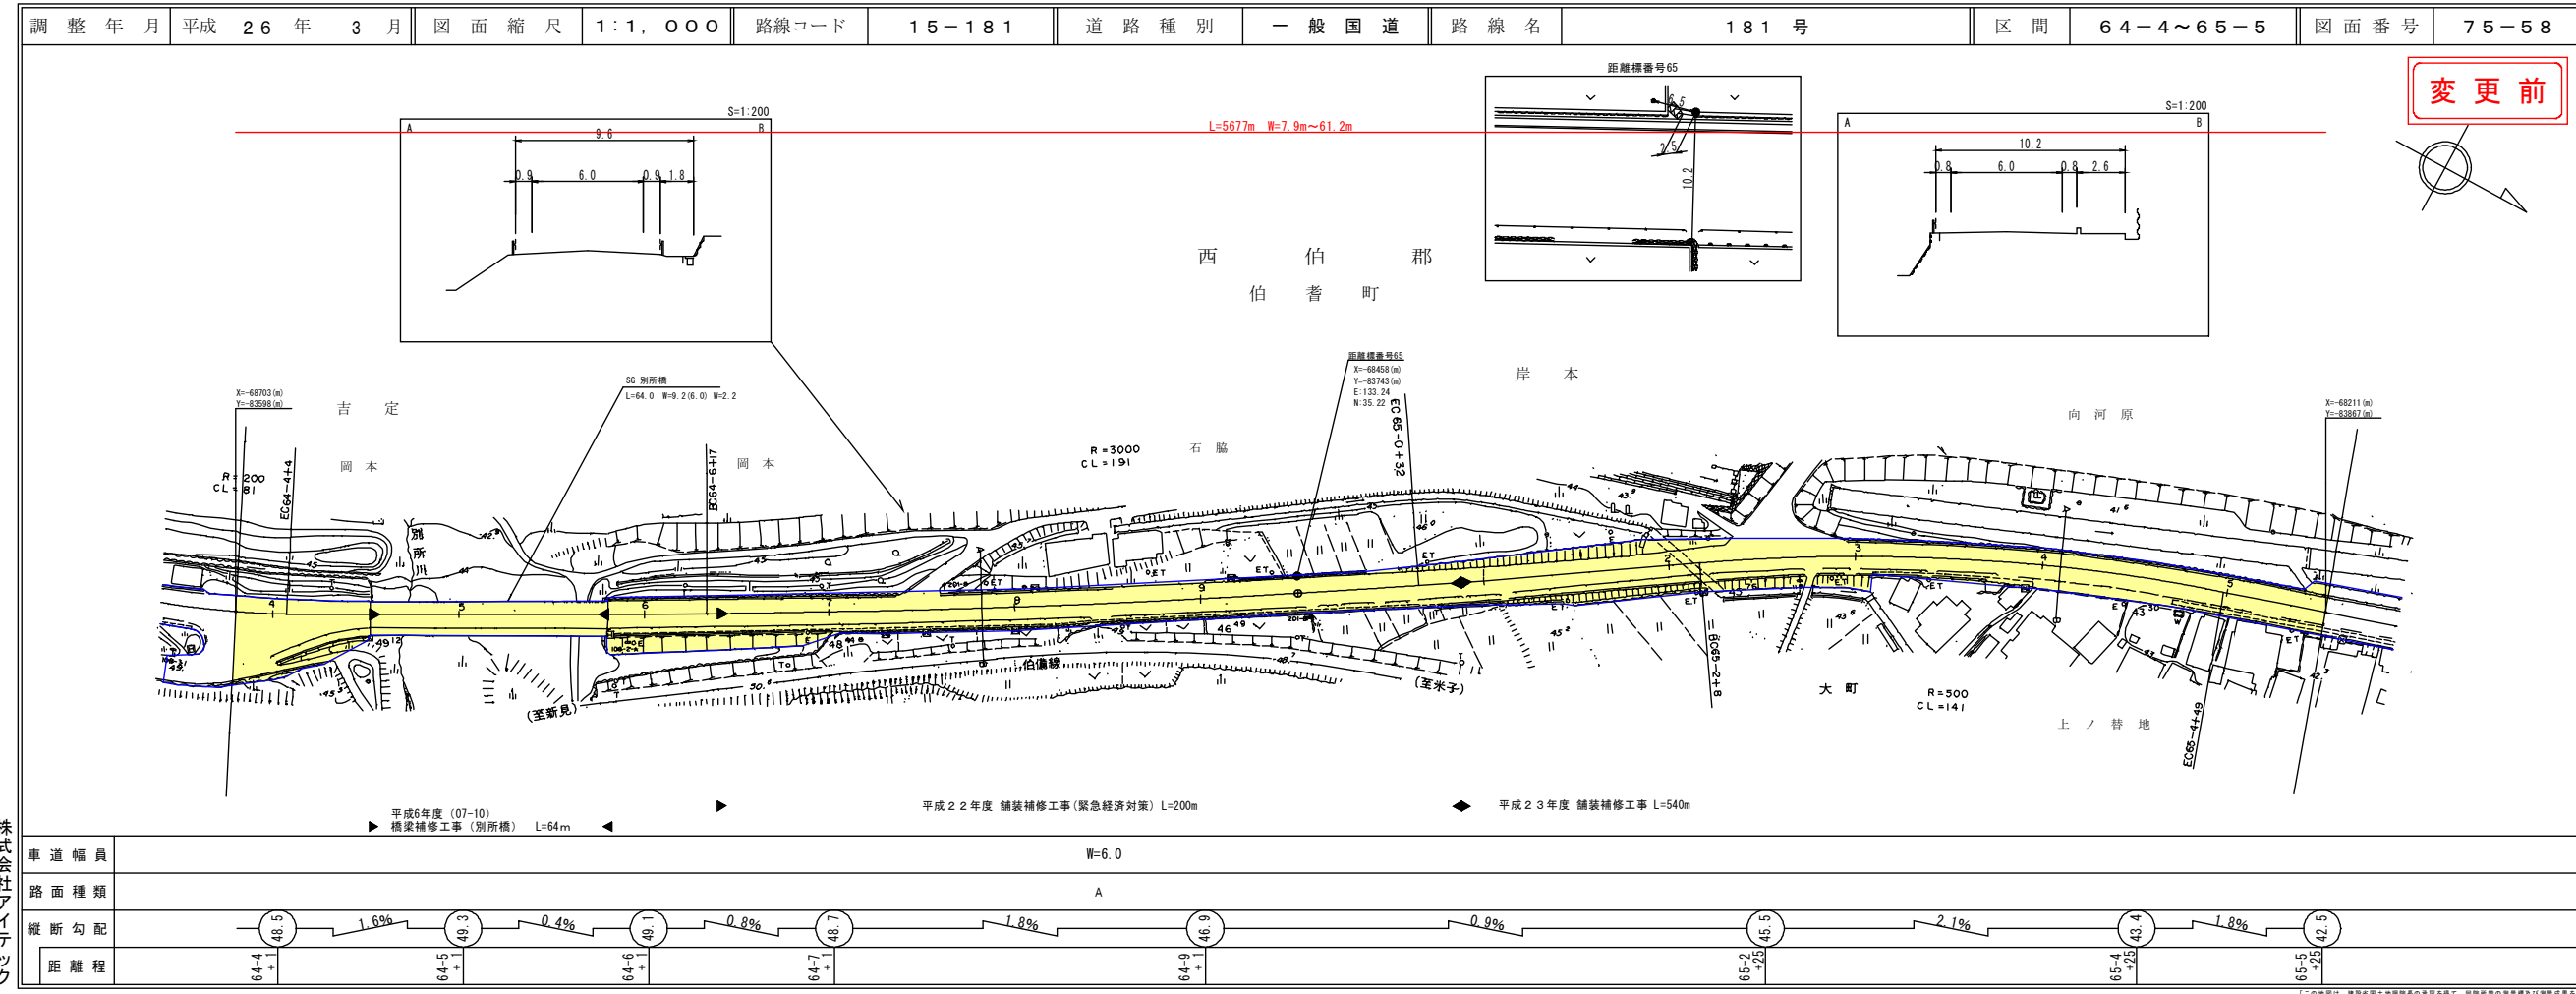 調整年月 平成 26 年 3 月 図面縮尺 1:1,000 路線コード 15-181 道路種別 一般国道 路線名 181 号 区間 64-4~65-5 図面番号 75-58
変更前
距離標番号65
6.5
2.5
10.2
S=1:200
A B
9.6
0.9 6.0 0.9 1.8
L=5677m W=7.9m~61.2m
S=1:200
A B
10.2
0.8 6.0 0.8 2.6
西伯郡
伯耆町
X=-68703(m)
Y=-83598(m)
吉定
SG 別所橋
L=64.0 W=9.2(6.0) W=2.2
距離標番号65
X=-68458(m)
Y=-83743(m)
E:133.24
N:35.22
岸本
向河原
X=-68211(m)
Y=-83867(m)
R=200
CL=81
EC64-4+4
岡本
BC64-6+17
岡本
R=3000
CL=191
石脇
EC65-0+32
別所川
伯備線
(至新見)
(至米子)
BC65-2+8
大町
R=500
CL=141
上ノ替地
EC65-4+49
平成6年度 (07-10)
橋梁補修工事(別所橋) L=64m
平成22年度 舗装補修工事(緊急経済対策) L=200m
平成23年度 舗装補修工事 L=540m
車道幅員 W=6.0
路面種類 A
縦断勾配 48.5 1.6% 49.3 0.4% 49.1 0.8% 48.7 1.8% 46.9 0.9% 45.5 2.1% 43.4 1.8% 42.5
距離程 64-4+1 64-5+1 64-6+1 64-7+1 64-9+1 65-2+25 65-4+25 65-5+25
株式会社アイテック